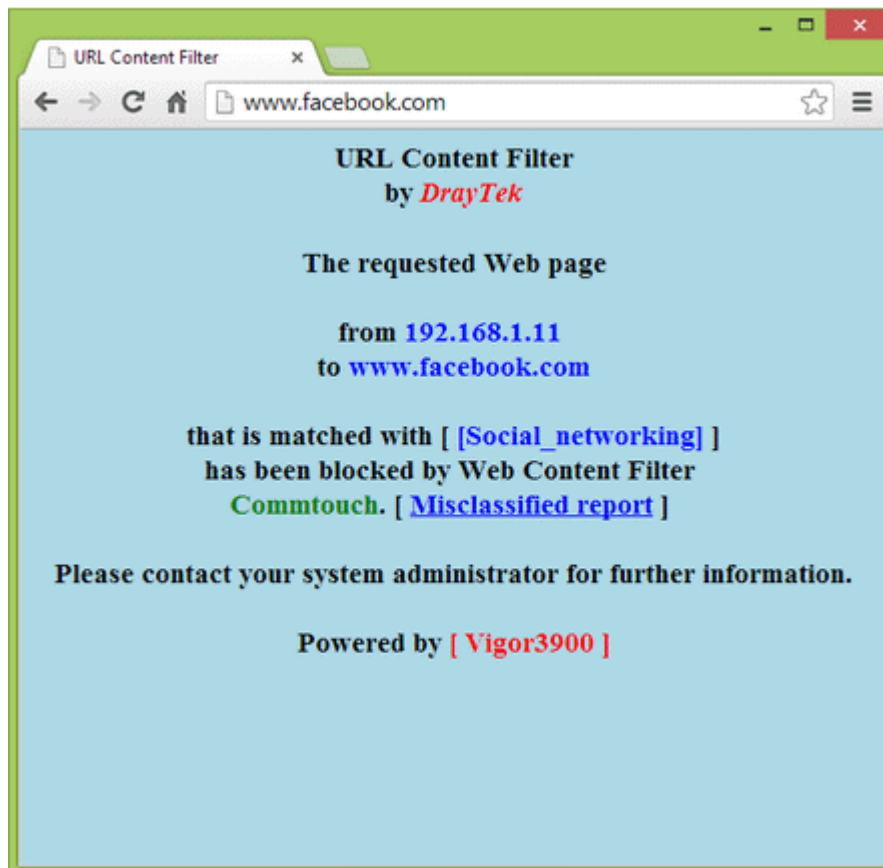 URL Content Filter
www.facebook.com
URL Content Filter
by DrayTek
The requested Web page
from 192.168.1.11
to www.facebook.com
that is matched with [ [Social_networking] ]
has been blocked by Web Content Filter
Commtouch. [ Misclassified report ]
Please contact your system administrator for further information.
Powered by [ Vigor3900 ]